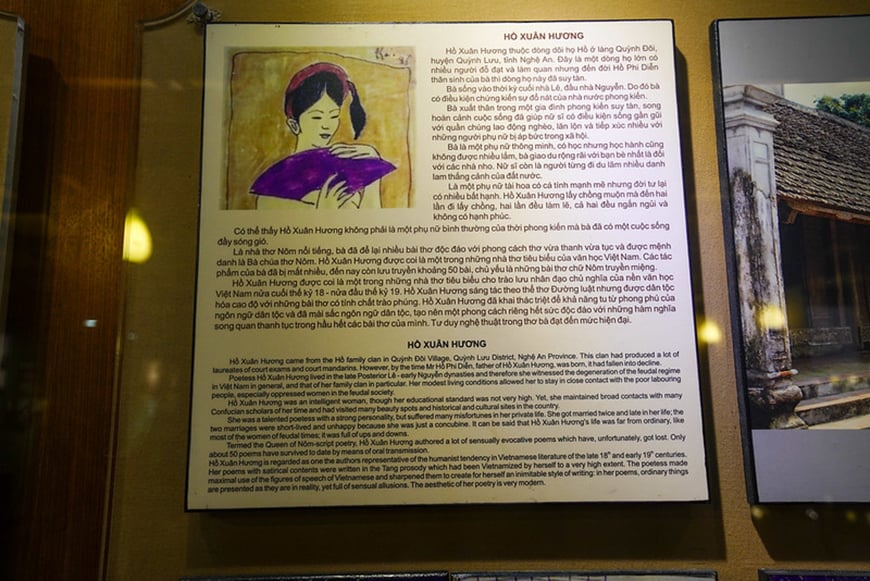 HỒ XUÂN HƯƠNG
Hồ Xuân Hương thuộc dòng dõi họ Hồ ở làng Quỳnh Đôi,
huyện Quỳnh Lưu, tỉnh Nghệ An. Đây là một dòng họ lớn có
nhiều người đỗ đạt và làm quan nhưng đến đời Hồ Phi Diễn
thân sinh của bà thì dòng họ này đã suy tàn.
Bà sống vào thời kỳ cuối nhà Lê, đầu nhà Nguyễn. Do đó bà
có điều kiện chứng kiến sự đổ nát của nhà nước phong kiến.
Bà xuất thân trong một gia đình phong kiến suy tàn, song
hoàn cảnh cuộc sống đã giúp nữ sĩ có điều kiện sống gần gũi
với quần chúng lao động nghèo, lăn lộn và tiếp xúc nhiều với
những người phụ nữ bị áp bức trong xã hội.
Bà là một phụ nữ thông minh, có học nhưng học hành cũng
không được nhiều lắm, bà giao du rộng rãi với bạn bè nhất là đối
với các nhà nho. Nữ sĩ còn là người từng đi du lãm nhiều danh
lam thắng cảnh của đất nước.
Là một phụ nữ tài hoa có cá tính mạnh mẽ nhưng đời tư lại
có nhiều bất hạnh. Hồ Xuân Hương lấy chồng muộn mà đến hai
lần đi lấy chồng, hai lần đều làm lẽ, cả hai đều ngắn ngủi và
không có hạnh phúc.
Có thể thấy Hồ Xuân Hương không phải là một phụ nữ bình thường của thời phong kiến mà bà đã có một cuộc sống
đầy sóng gió.
Là nhà thơ Nôm nổi tiếng, bà đã để lại nhiều bài thơ độc đáo với phong cách thơ vừa thanh vừa tục và được mệnh
danh là Bà chúa thơ Nôm. Hồ Xuân Hương được coi là một trong những nhà thơ tiêu biểu của văn học Việt Nam. Các tác
phẩm của bà đã bị mất nhiều, đến nay còn lưu truyền khoảng 50 bài, chủ yếu là những bài thơ chữ Nôm truyền miệng.
Hồ Xuân Hương được coi là một trong những nhà thơ tiêu biểu cho trào lưu nhân đạo chủ nghĩa của nền văn học
Việt Nam nửa cuối thế kỷ 18 - nửa đầu thế kỷ 19. Hồ Xuân Hương sáng tác theo thể thơ Đường luật nhưng được dân tộc
hóa cao độ với những bài thơ có tính chất trào phúng. Hồ Xuân Hương đã khai thác triệt để khả năng tu từ phong phú của
ngôn ngữ dân tộc và đã mài sắc ngôn ngữ dân tộc, tạo nên một phong cách riêng hết sức độc đáo với những hàm nghĩa
song quan thanh tục trong hầu hết các bài thơ của mình. Tư duy nghệ thuật trong thơ bà đạt đến mức hiện đại.
HỒ XUÂN HƯƠNG
Hồ Xuân Hương came from the Hồ family clan in Quỳnh Đôi Village, Quỳnh Lưu District, Nghệ An Province. This clan had produced a lot of
laureates of court exams and court mandarins. However, by the time Mr Hồ Phi Diễn, father of Hồ Xuân Hương, was born, it had fallen into decline.
Poetess Hồ Xuân Hương lived in the late Posterior Lê - early Nguyễn dynasties and therefore she witnessed the degeneration of the feudal regime
in Việt Nam in general, and that of her family clan in particular. Her modest living conditions allowed her to stay in close contact with the poor labouring
people, especially oppressed women in the feudal society.
Hồ Xuân Hương was an intelligent woman, though her educational standard was not very high. Yet, she maintained broad contacts with many
Confucian scholars of her time and had visited many beauty spots and historical and cultural sites in the country.
She was a talented poetess with a strong personality, but suffered many misfortunes in her private life. She got married twice and late in her life; the
two marriages were short-lived and unhappy because she was just a concubine. It can be said that Hồ Xuân Hương's life was far from ordinary, like
most of the women of feudal times; it was full of ups and downs.
Termed the Queen of Nôm-script poetry, Hồ Xuân Hương authored a lot of sensually evocative poems which have, unfortunately, got lost. Only
about 50 poems have survived to date by means of oral transmission.
Hồ Xuân Hương is regarded as one the authors representative of the humanist tendency in Vietnamese literature of the late 18th and early 19th centuries.
Her poems with satirical contents were written in the Tang prosody which had been Vietnamized by herself to a very high extent. The poetess made
maximal use of the figures of speech of Vietnamese and sharpened them to create for herself an inimitable style of writing: in her poems, ordinary things
are presented as they are in reality, yet full of sensual allusions. The aesthetic of her poetry is very modern.